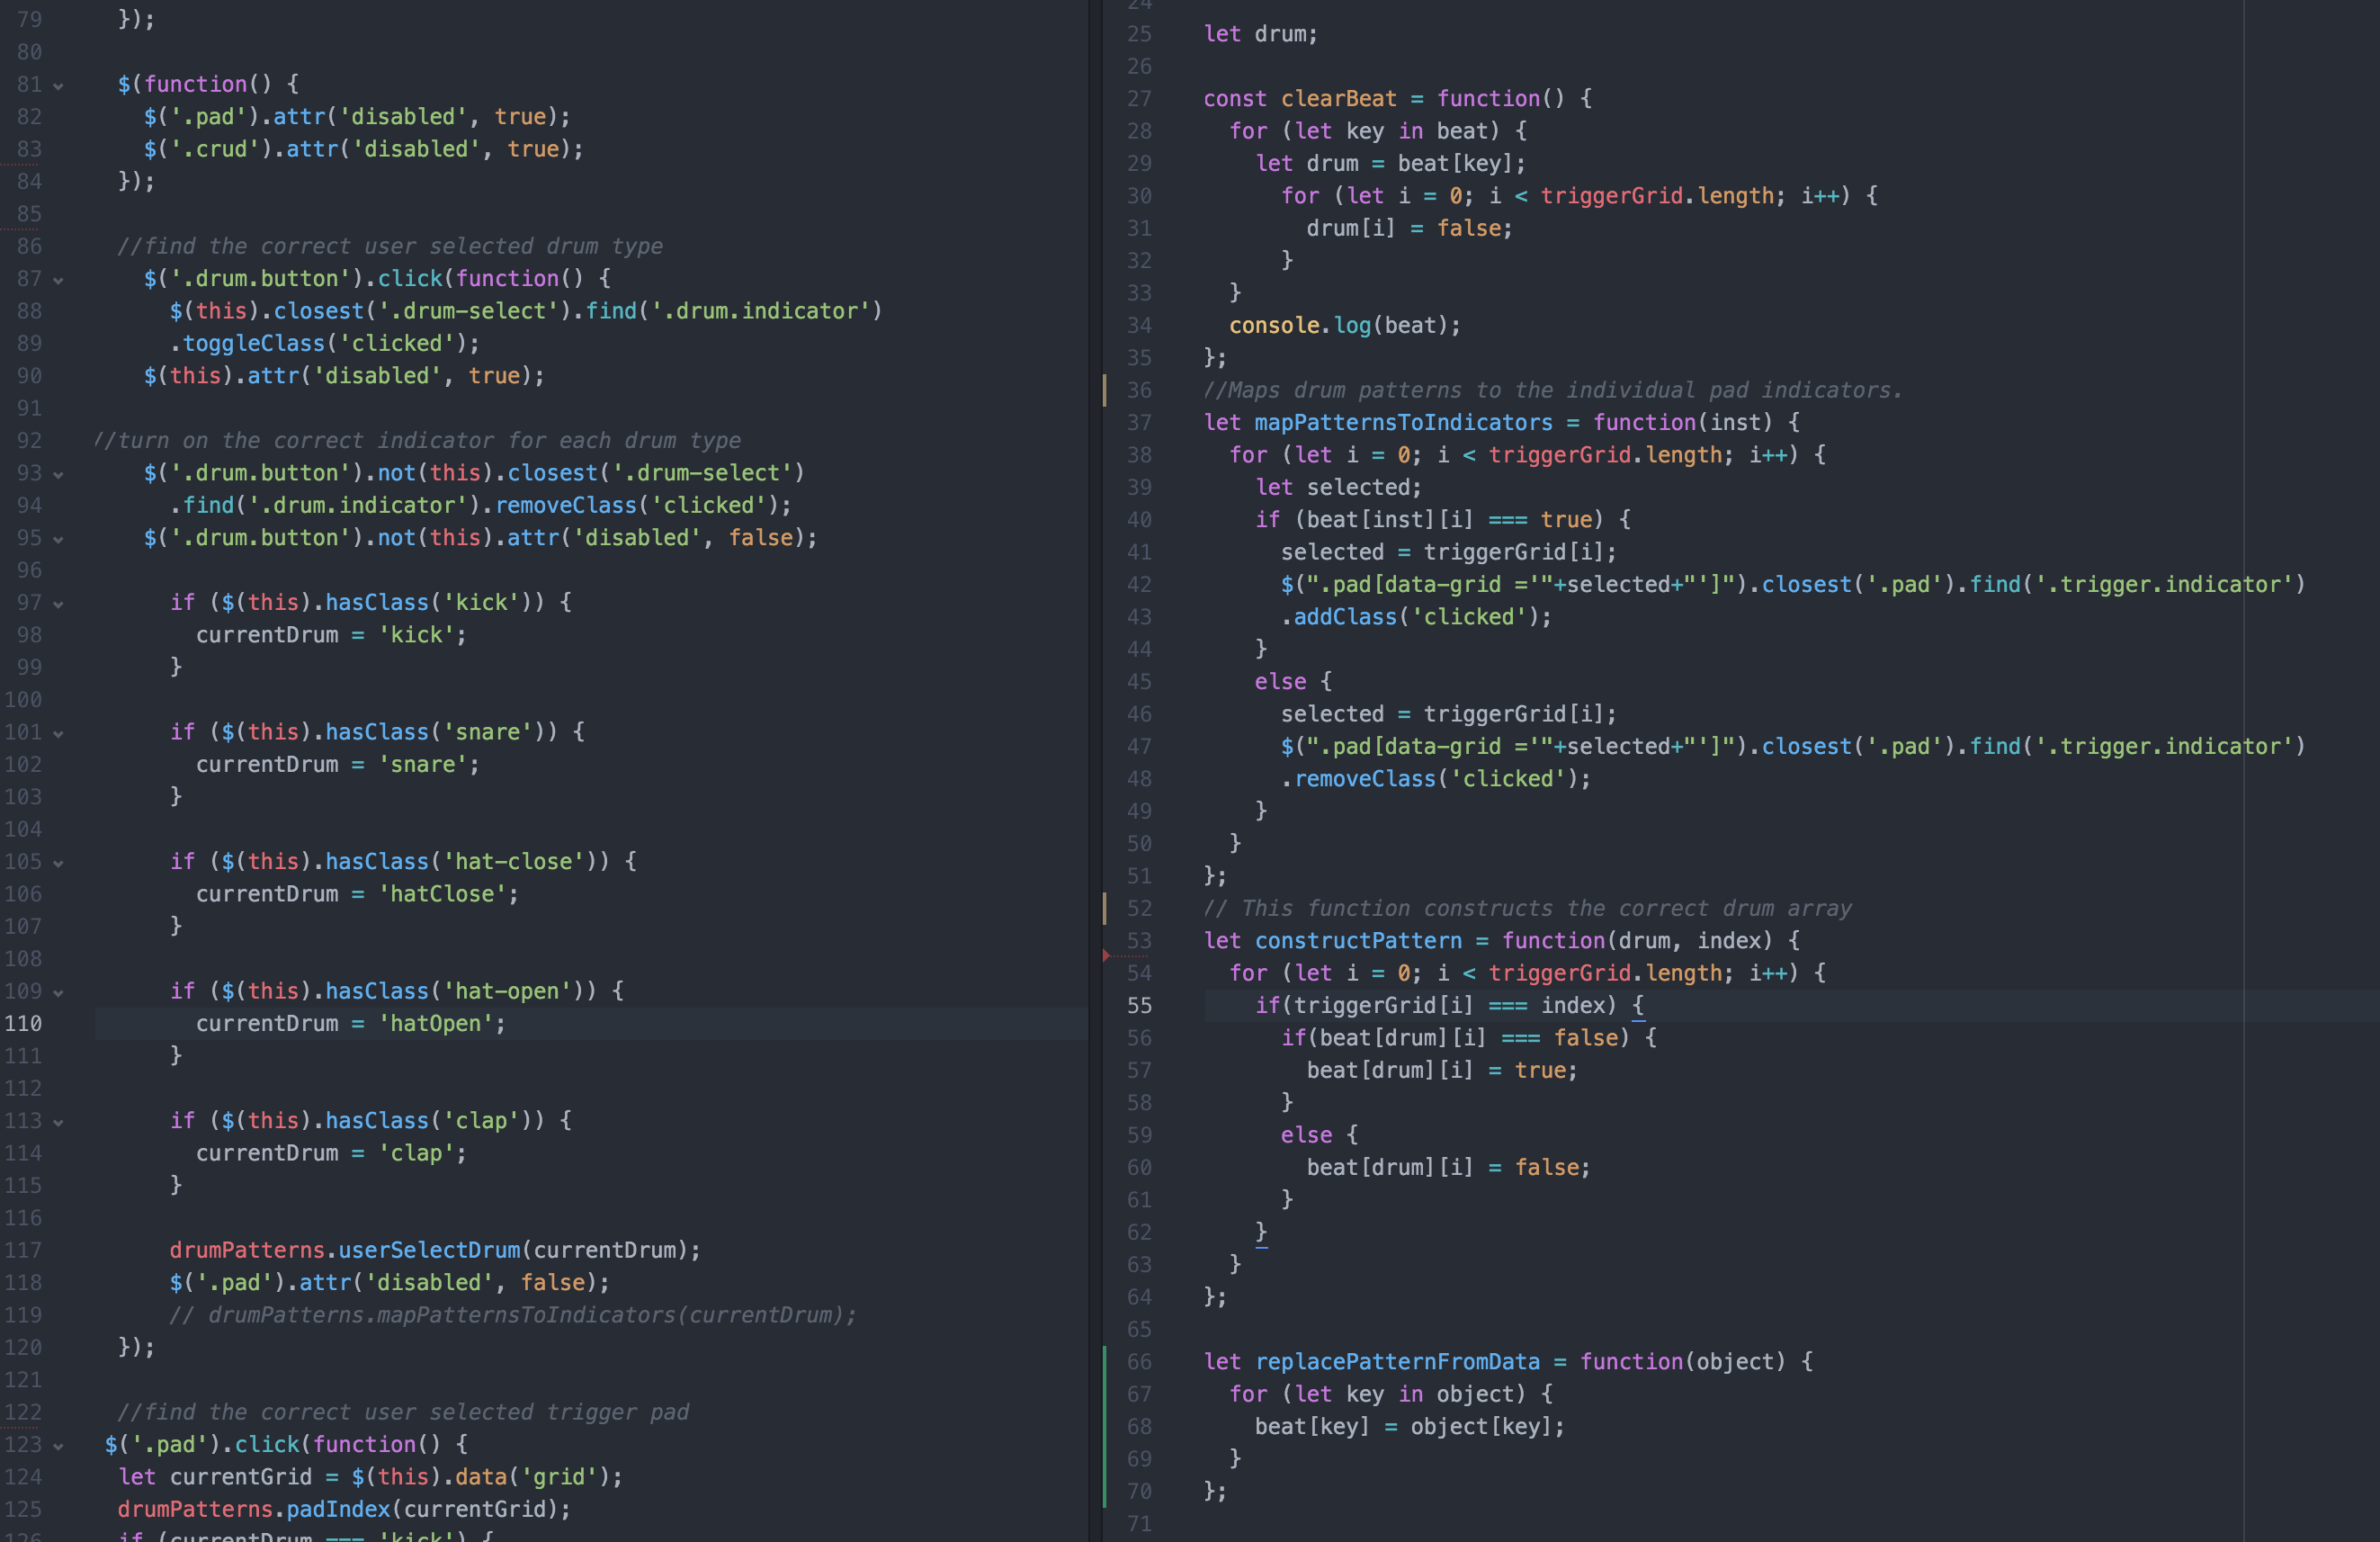 79 });
80
81 $(function() {
82 $('.pad').attr('disabled', true);
83 $('.crud').attr('disabled', true);
84 });
85
86 //find the correct user selected drum type
87 $('.drum.button').click(function() {
88 $(this).closest('.drum-select').find('.drum.indicator')
89 .toggleClass('clicked');
90 $(this).attr('disabled', true);
91
92 //turn on the correct indicator for each drum type
93 $('.drum.button').not(this).closest('.drum-select')
94 .find('.drum.indicator').removeClass('clicked');
95 $('.drum.button').not(this).attr('disabled', false);
96
97 if ($(this).hasClass('kick')) {
98 currentDrum = 'kick';
99 }
100
101 if ($(this).hasClass('snare')) {
102 currentDrum = 'snare';
103 }
104
105 if ($(this).hasClass('hat-close')) {
106 currentDrum = 'hatClose';
107 }
108
109 if ($(this).hasClass('hat-open')) {
110 currentDrum = 'hatOpen';
111 }
112
113 if ($(this).hasClass('clap')) {
114 currentDrum = 'clap';
115 }
116
117 drumPatterns.userSelectDrum(currentDrum);
118 $('.pad').attr('disabled', false);
119 // drumPatterns.mapPatternsToIndicators(currentDrum);
120 });
121
122 //find the correct user selected trigger pad
123 $('.pad').click(function() {
124 let currentGrid = $(this).data('grid');
125 drumPatterns.padIndex(currentGrid);
126 if (currentDrum === 'kick') {
24
25 let drum;
26
27 const clearBeat = function() {
28 for (let key in beat) {
29 let drum = beat[key];
30 for (let i = 0; i < triggerGrid.length; i++) {
31 drum[i] = false;
32 }
33 }
34 console.log(beat);
35 };
36 //Maps drum patterns to the individual pad indicators.
37 let mapPatternsToIndicators = function(inst) {
38 for (let i = 0; i < triggerGrid.length; i++) {
39 let selected;
40 if (beat[inst][i] === true) {
41 selected = triggerGrid[i];
42 $(".pad[data-grid ='"+selected+"']").closest('.pad').find('.trigger.indicator')
43 .addClass('clicked');
44 }
45 else {
46 selected = triggerGrid[i];
47 $(".pad[data-grid ='"+selected+"']").closest('.pad').find('.trigger.indicator')
48 .removeClass('clicked');
49 }
50 }
51 };
52 // This function constructs the correct drum array
53 let constructPattern = function(drum, index) {
54 for (let i = 0; i < triggerGrid.length; i++) {
55 if(triggerGrid[i] === index) {
56 if(beat[drum][i] === false) {
57 beat[drum][i] = true;
58 }
59 else {
60 beat[drum][i] = false;
61 }
62 }
63 }
64 };
65
66 let replacePatternFromData = function(object) {
67 for (let key in object) {
68 beat[key] = object[key];
69 }
70 };
71